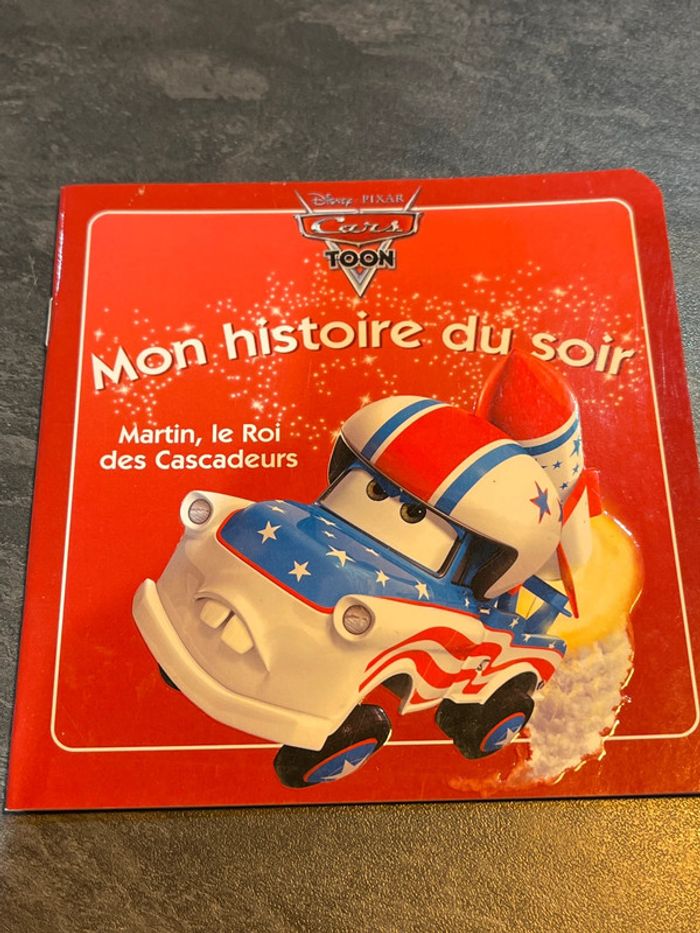 Disney · PIXAR
Cars
TOON
Mon histoire du soir
Martin, le Roi
des Cascadeurs